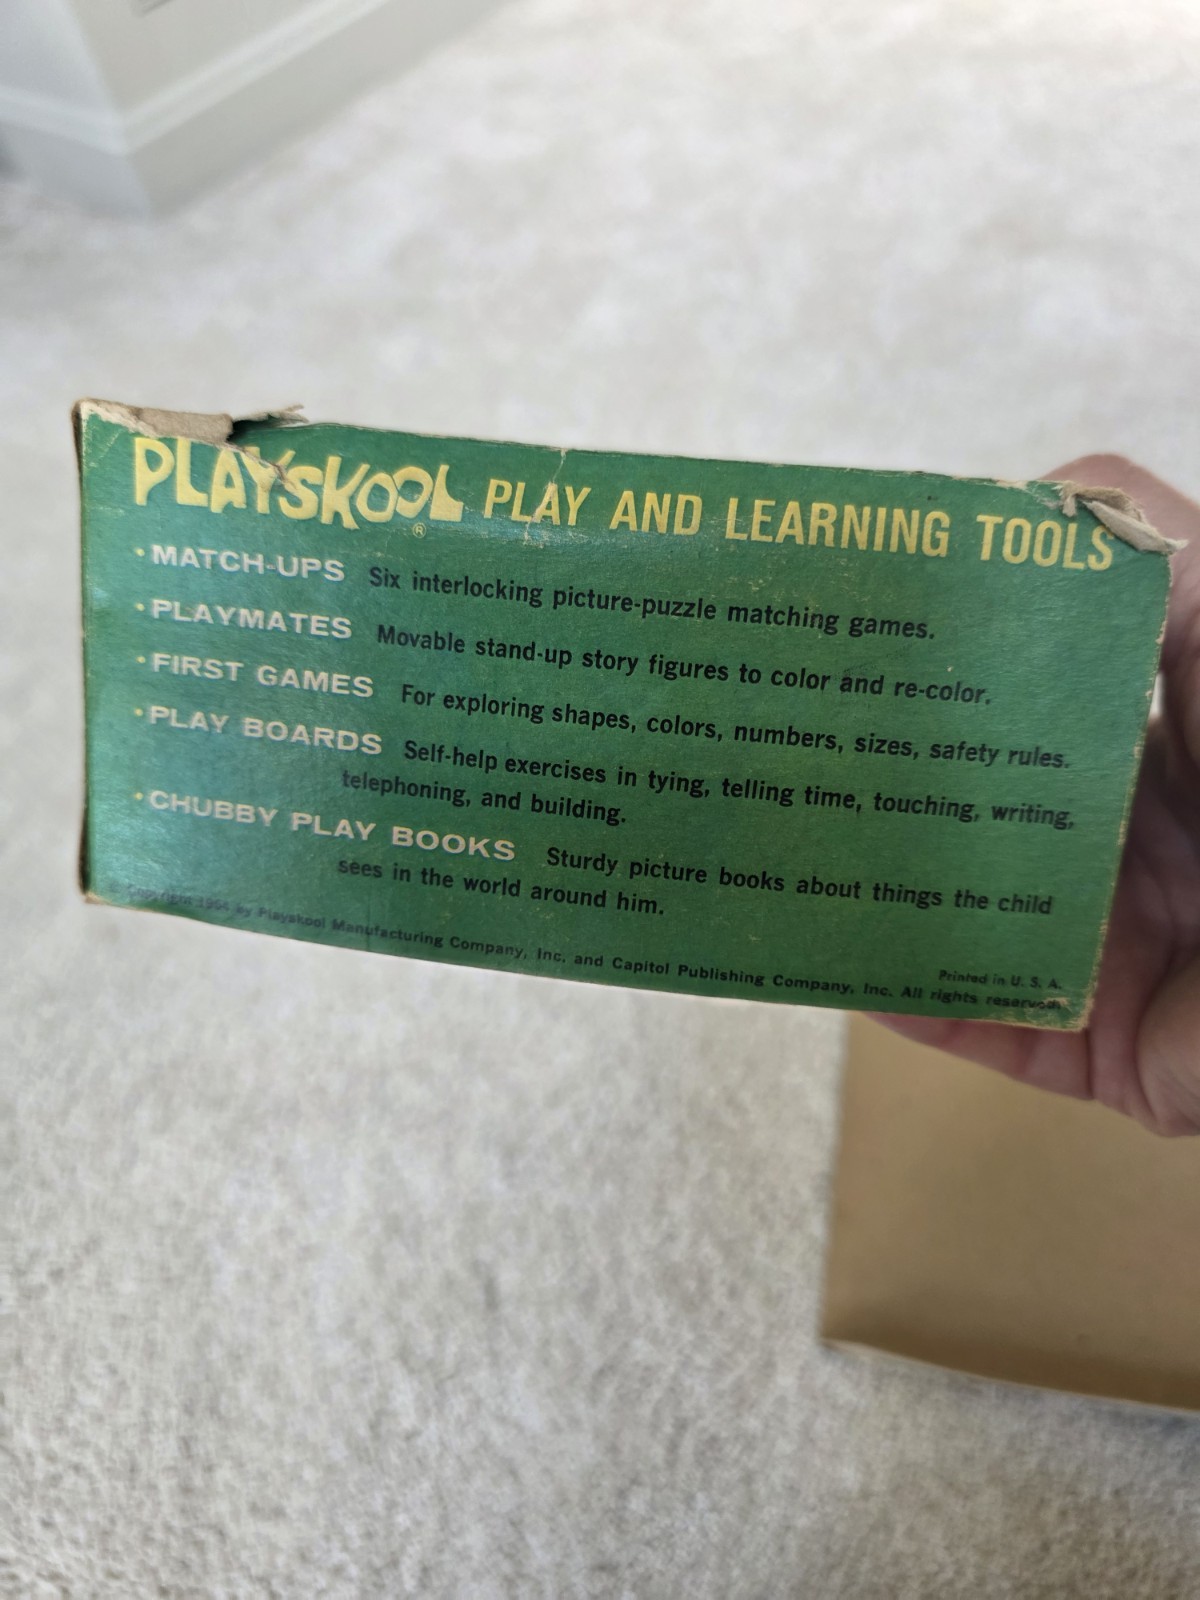 PLAYSKOOL® PLAY AND LEARNING TOOLS
• MATCH-UPS Six interlocking picture-puzzle matching games.
• PLAYMATES Movable stand-up story figures to color and re-color.
• FIRST GAMES For exploring shapes, colors, numbers, sizes, safety rules.
• PLAY BOARDS Self-help exercises in tying, telling time, touching, writing,
telephoning, and building.
• CHUBBY PLAY BOOKS Sturdy picture books about things the child
sees in the world around him.
Printed in U. S. A.
Copyright by Playskool Manufacturing Company, Inc. and Capitol Publishing Company, Inc. All rights reserved.